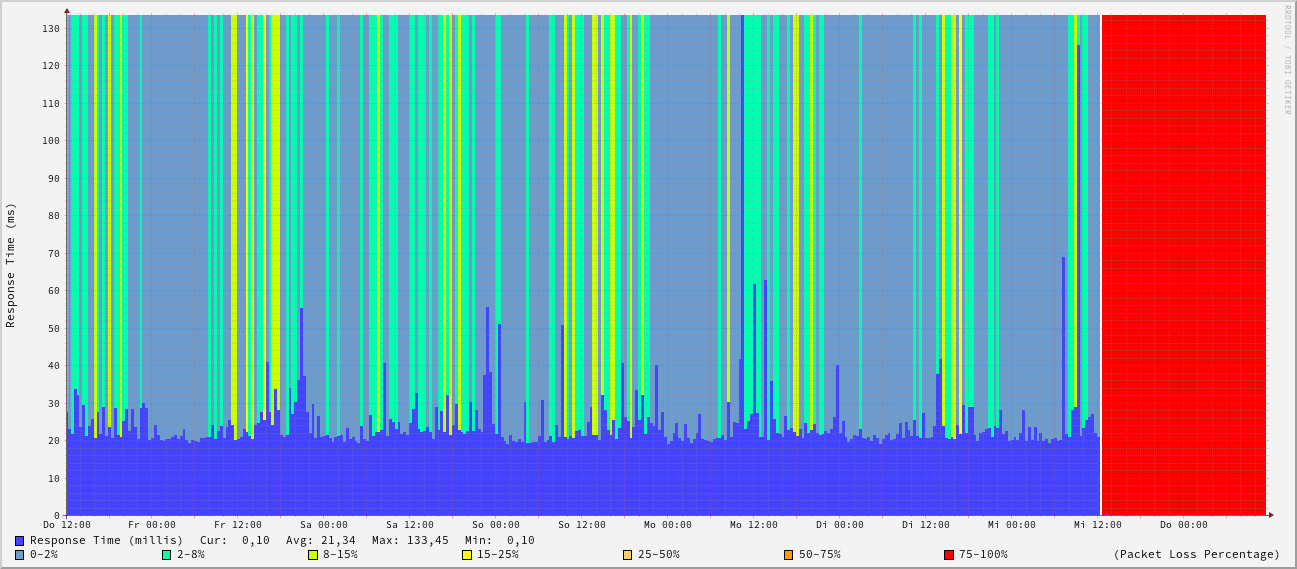 RRDTOOL / TOBI OETIKER
Response Time (ms)
130
120
110
100
90
80
70
60
50
40
30
20
10
0
Do 12:00 Fr 00:00 Fr 12:00 Sa 00:00 Sa 12:00 So 00:00 So 12:00 Mo 00:00 Mo 12:00 Di 00:00 Di 12:00 Mi 00:00 Mi 12:00 Do 00:00
Response Time (millis) Cur: 0,10 Avg: 21,34 Max: 133,45 Min: 0,10
0-2% 2-8% 8-15% 15-25% 25-50% 50-75% 75-100% (Packet Loss Percentage)